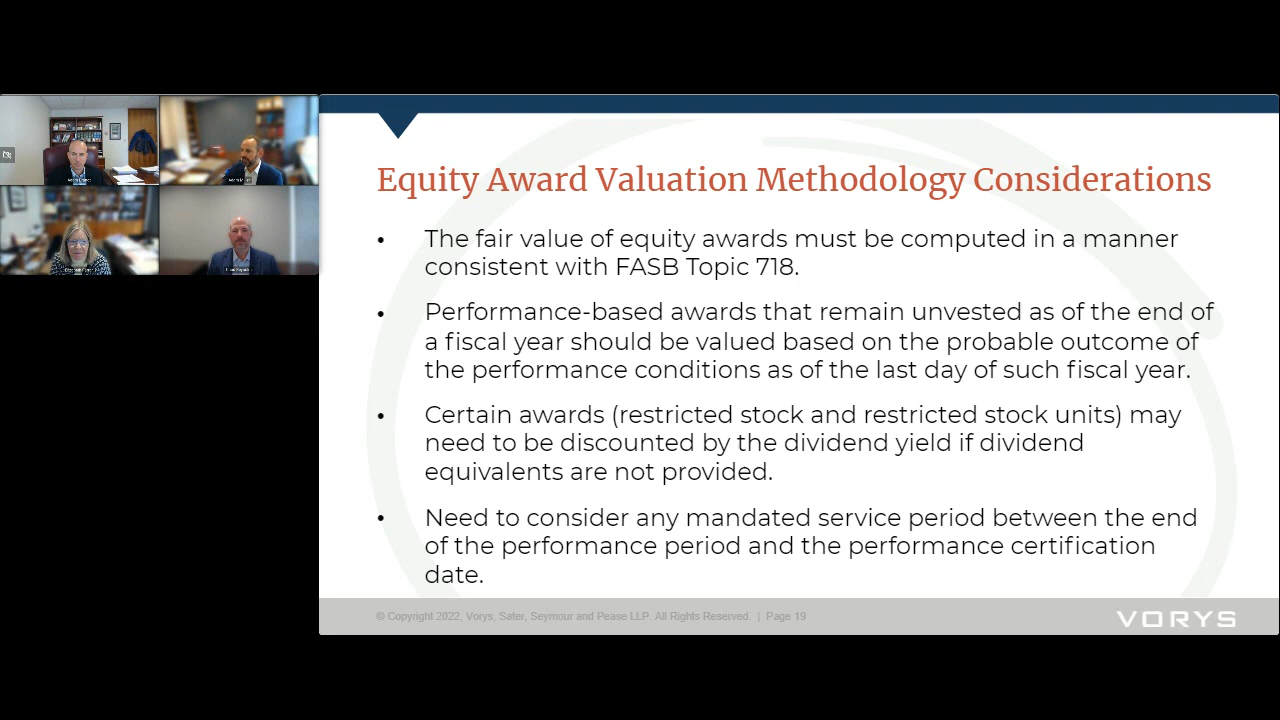 Equity Award Valuation Methodology Considerations
• The fair value of equity awards must be computed in a manner
consistent with FASB Topic 718.
• Performance-based awards that remain unvested as of the end of
a fiscal year should be valued based on the probable outcome of
the performance conditions as of the last day of such fiscal year.
• Certain awards (restricted stock and restricted stock units) may
need to be discounted by the dividend yield if dividend
equivalents are not provided.
• Need to consider any mandated service period between the end
of the performance period and the performance certification
date.
© Copyright 2022, Vorys, Sater, Seymour and Pease LLP. All Rights Reserved. | Page 19
VORYS